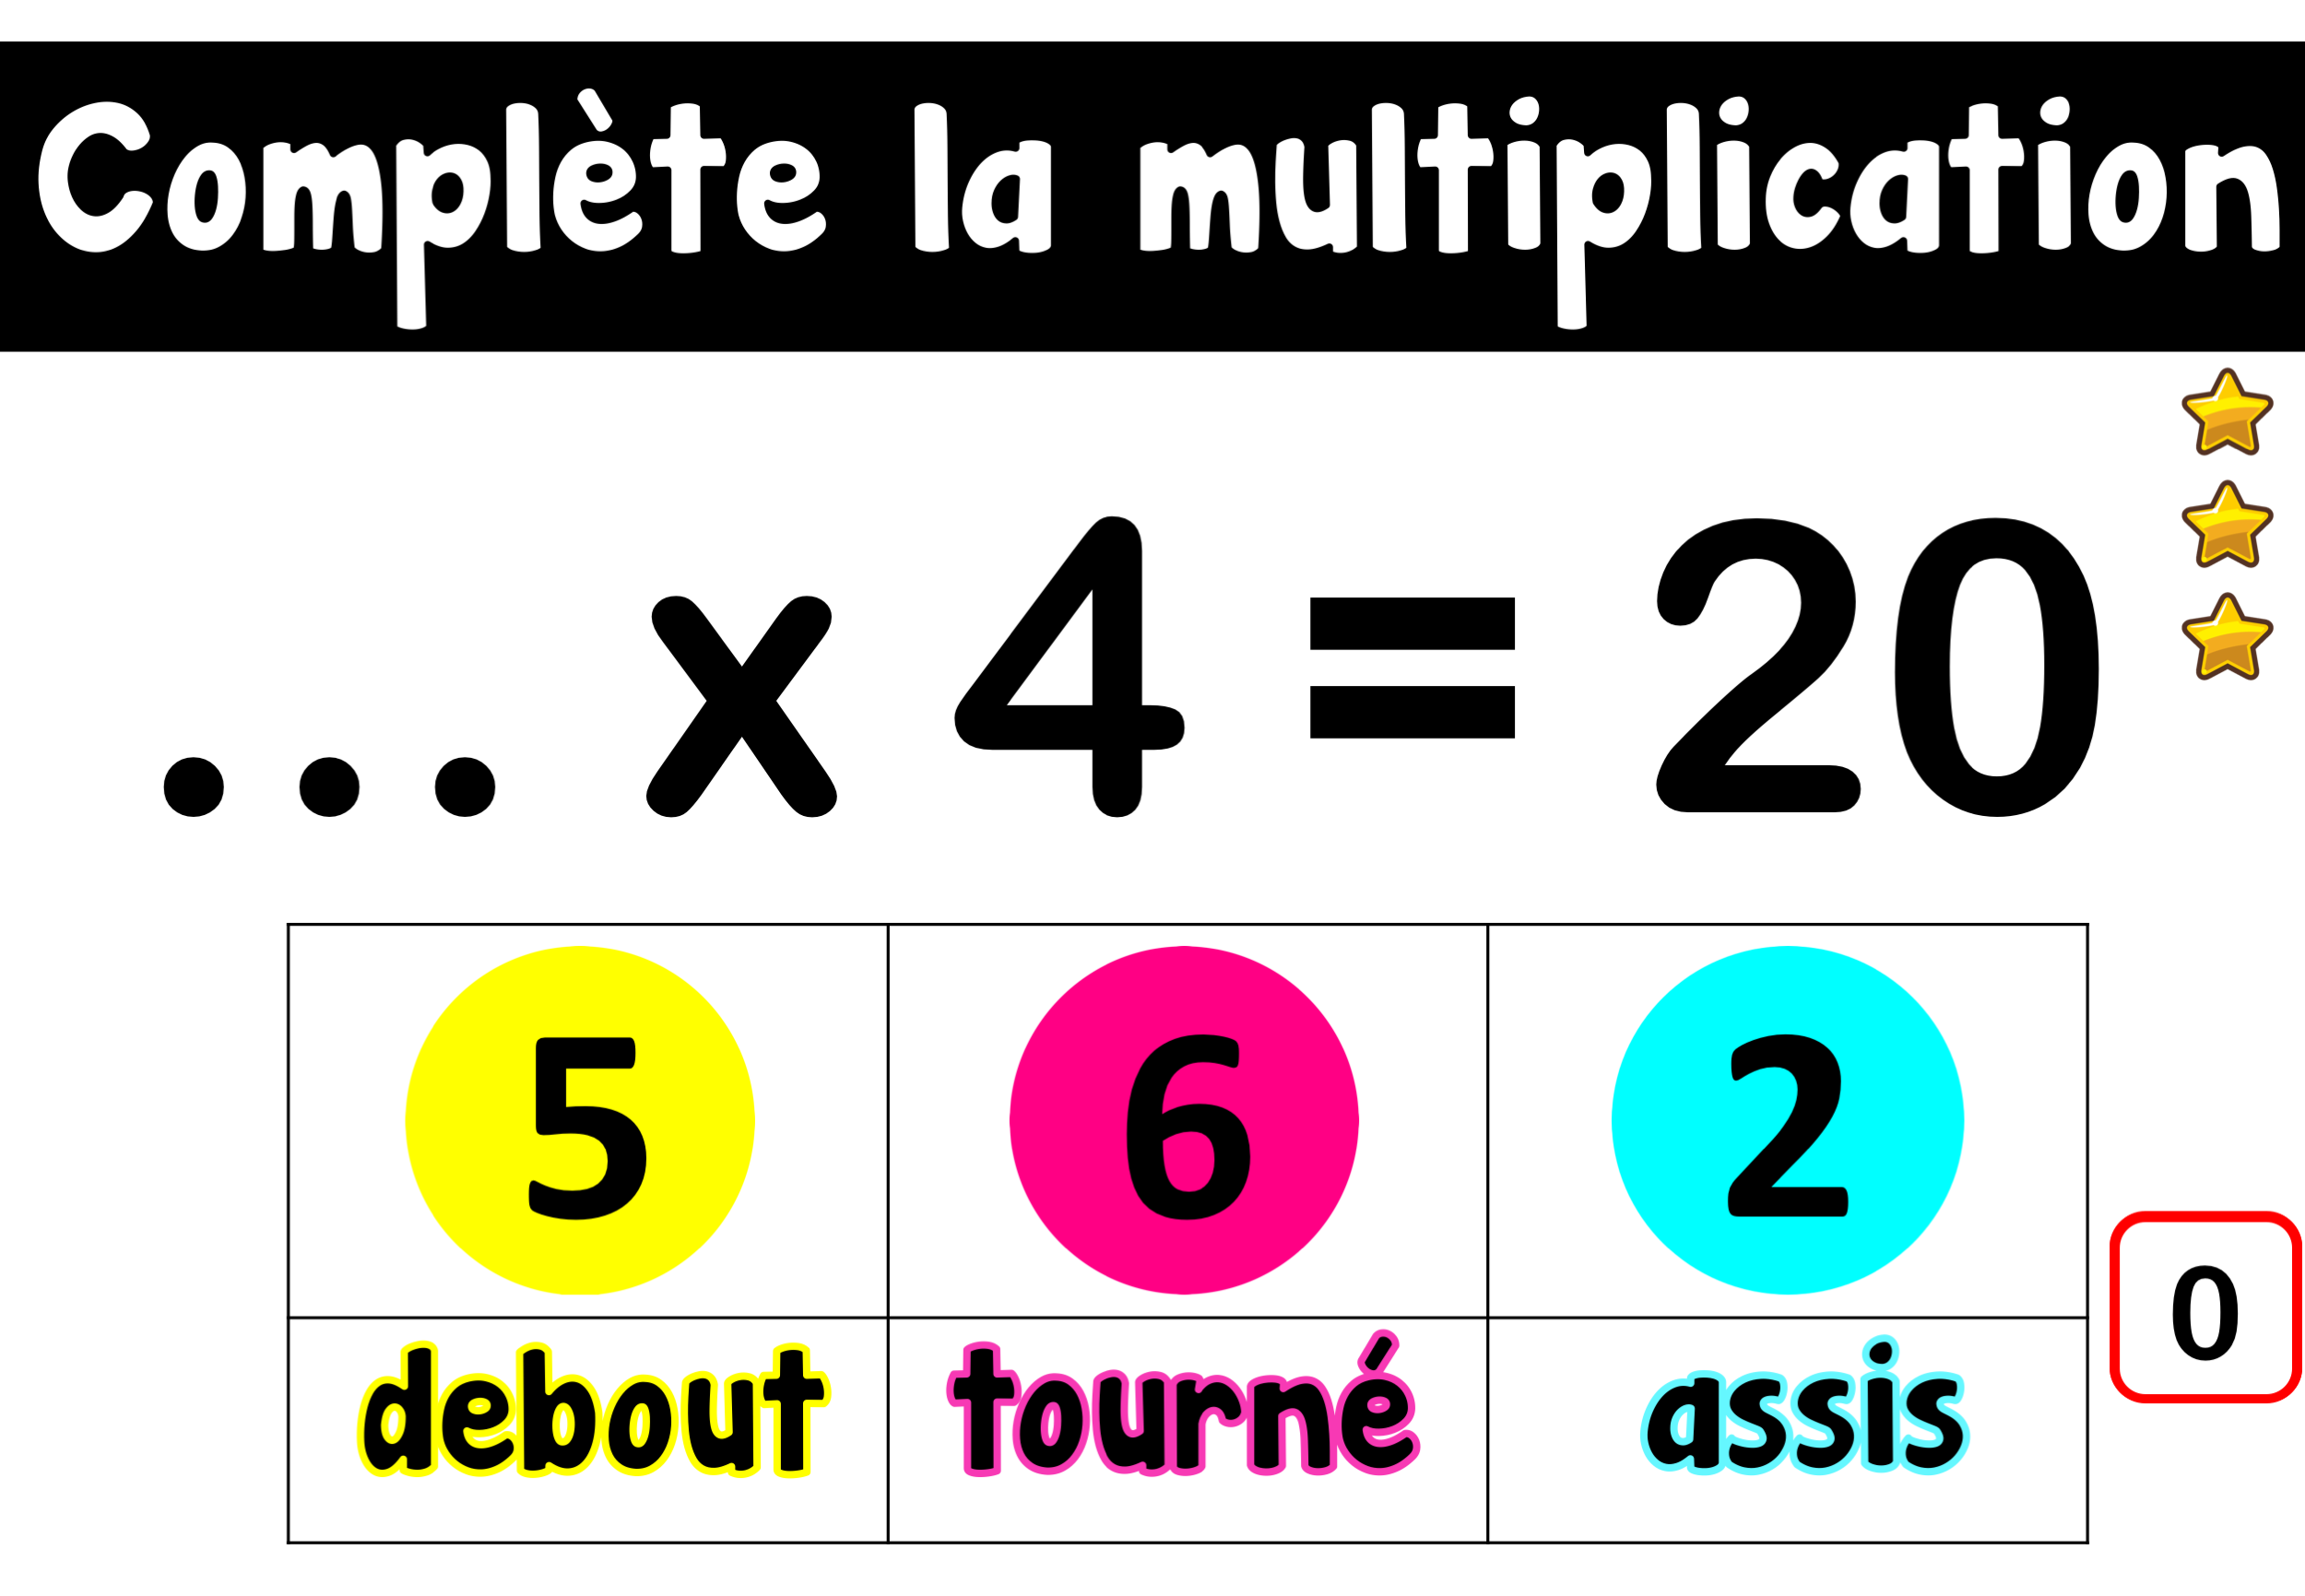 Complète la multiplication
... x 4 = 20
5 6 2
0
debout tourné assis